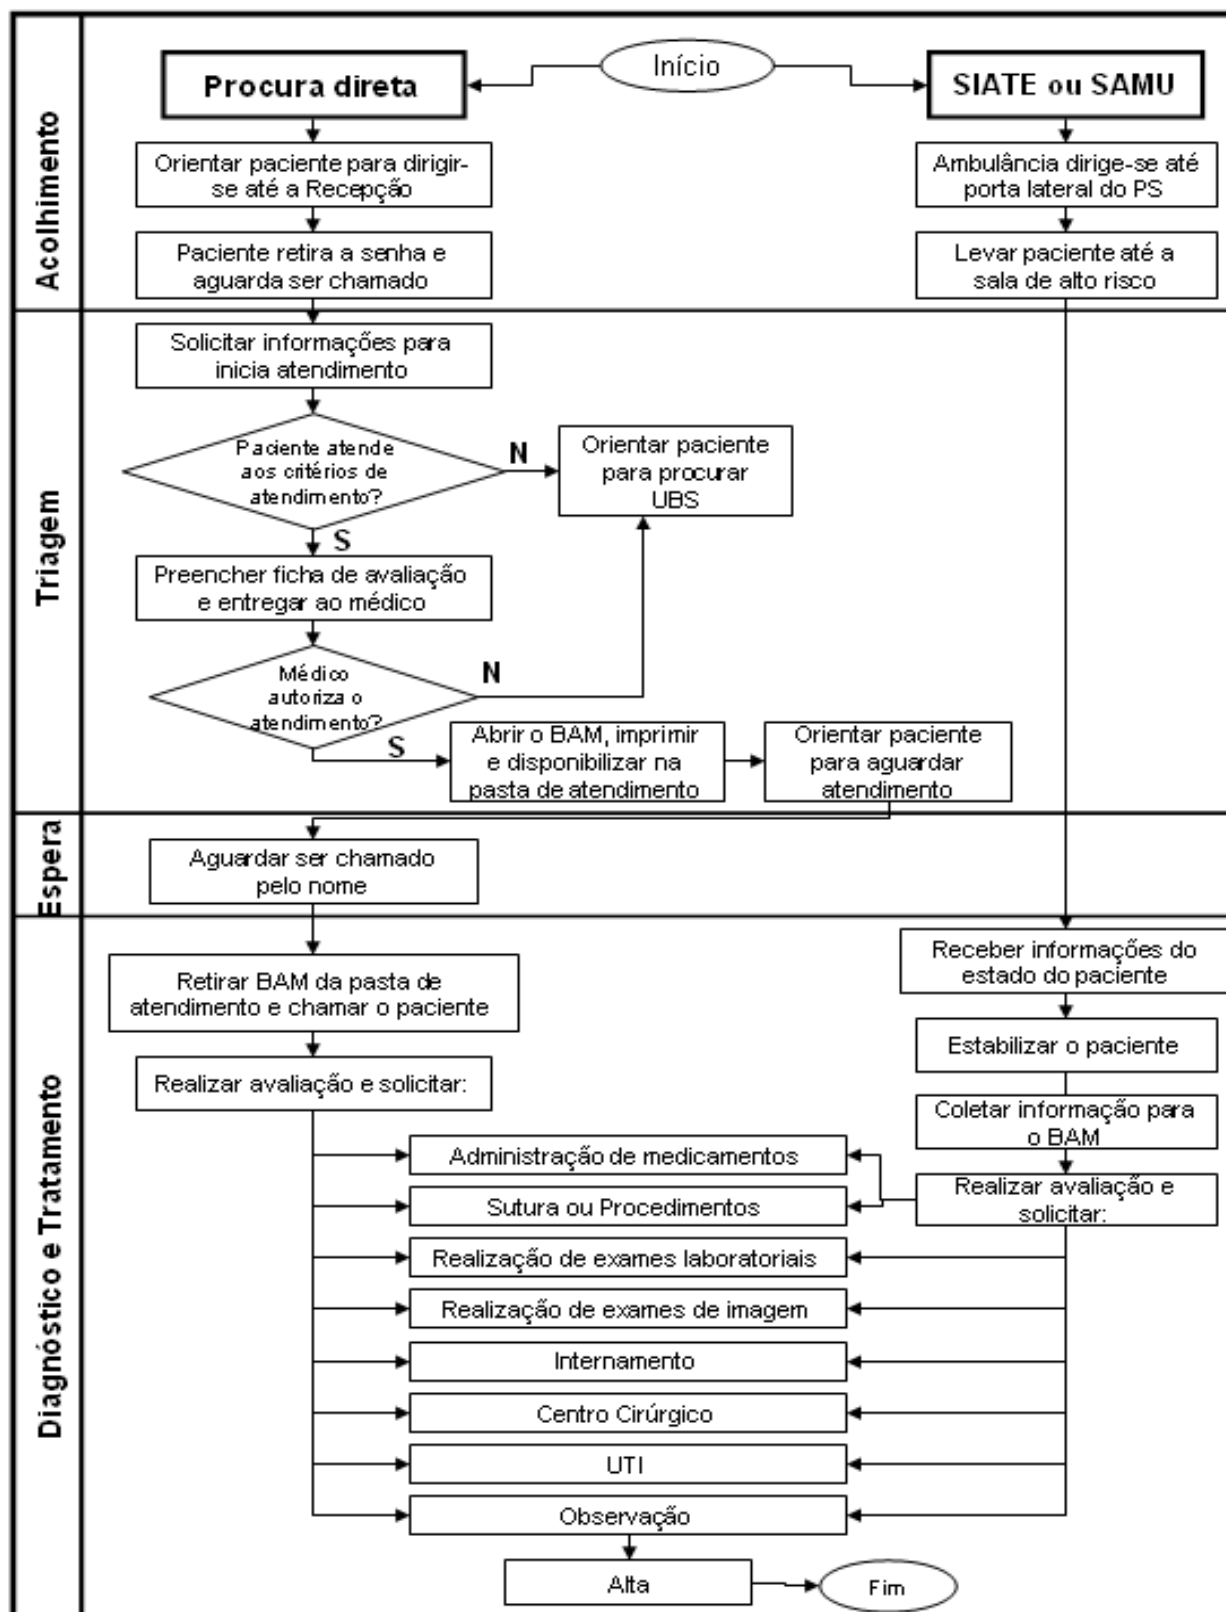 Acolhimento
Início
Procura direta
SIATE ou SAMU
Orientar paciente para dirigir-
se até a Recepção
Ambulância dirige-se até
porta lateral do PS
Paciente retira a senha e
aguarda ser chamado
Levar paciente até a
sala de alto risco
Triagem
Solicitar informações para
inicia atendimento
Paciente atende
aos critérios de
atendimento?
N
Orientar paciente
para procurar
UBS
S
Preencher ficha de avaliação
e entregar ao médico
Médico
autoriza o
atendimento?
N
S
Abrir o BAM, imprimir
e disponibilizar na
pasta de atendimento
Orientar paciente
para aguardar
atendimento
Espera
Aguardar ser chamado
pelo nome
Diagnóstico e Tratamento
Retirar BAM da pasta de
atendimento e chamar o paciente
Realizar avaliação e solicitar:
Receber informações do
estado do paciente
Estabilizar o paciente
Coletar informação para
o BAM
Realizar avaliação e
solicitar:
Administração de medicamentos
Sutura ou Procedimentos
Realização de exames laboratoriais
Realização de exames de imagem
Internamento
Centro Cirúrgico
UTI
Observação
Alta
Fim